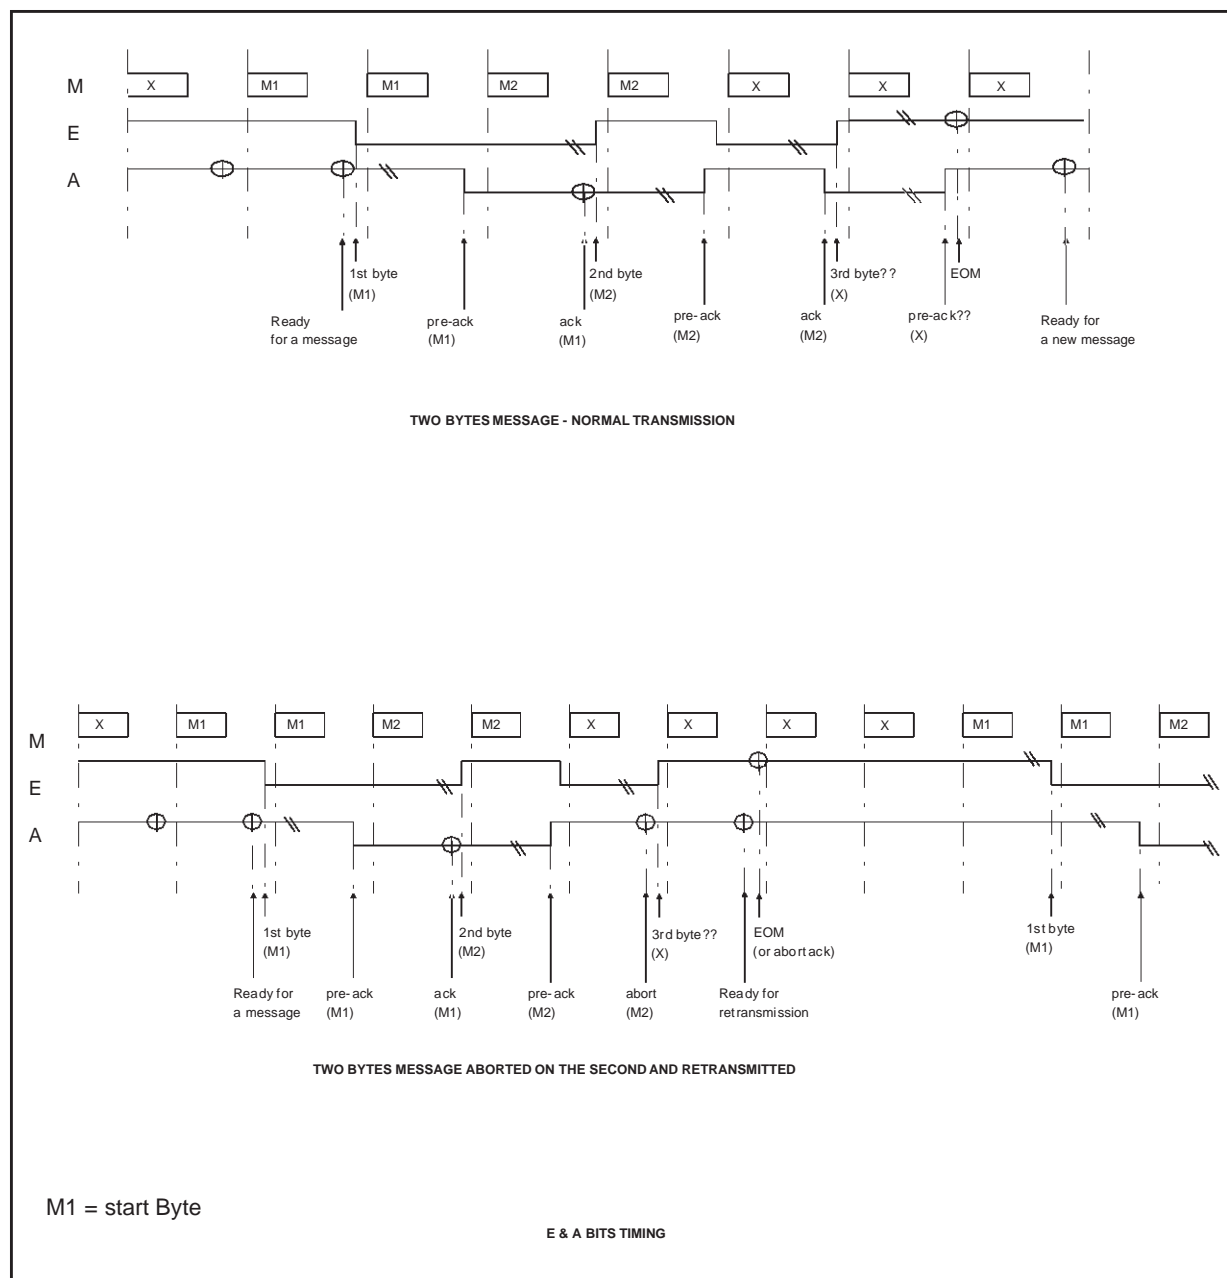 M
X
M1
M1
M2
M2
X
X
X
E
A
1st byte
(M1)
2nd byte
(M2)
3rd byte??
(X)
EOM
Ready
for a message
pre-ack
(M1)
ack
(M1)
pre-ack
(M2)
ack
(M2)
pre-ack??
(X)
Ready for
a new message
TWO BYTES MESSAGE - NORMAL TRANSMISSION
X
M1
M1
M2
M2
X
X
X
X
M1
M1
M2
M
E
A
1st byte
(M1)
2nd byte
(M2)
3rd byte??
(X)
EOM
(or abort ack)
1st byte
(M1)
Ready for
a message
pre-ack
(M1)
ack
(M1)
pre-ack
(M2)
abort
(M2)
Ready for
retransmission
pre-ack
(M1)
TWO BYTES MESSAGE ABORTED ON THE SECOND AND RETRANSMITTED
M1 = start Byte
E & A BITS TIMING